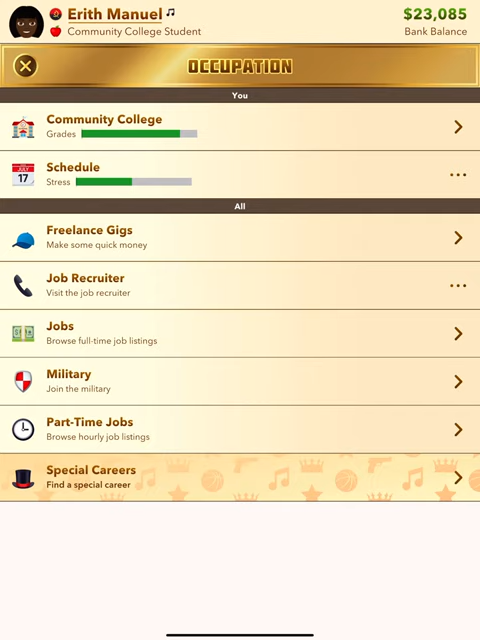 Erith Manuel
Community College Student
$23,085
Bank Balance
OCCUPATION
You
Community College
Grades
JULY
17
Schedule
Stress
All
Freelance Gigs
Make some quick money
Job Recruiter
Visit the job recruiter
Jobs
Browse full-time job listings
Military
Join the military
Part-Time Jobs
Browse hourly job listings
Special Careers
Find a special career